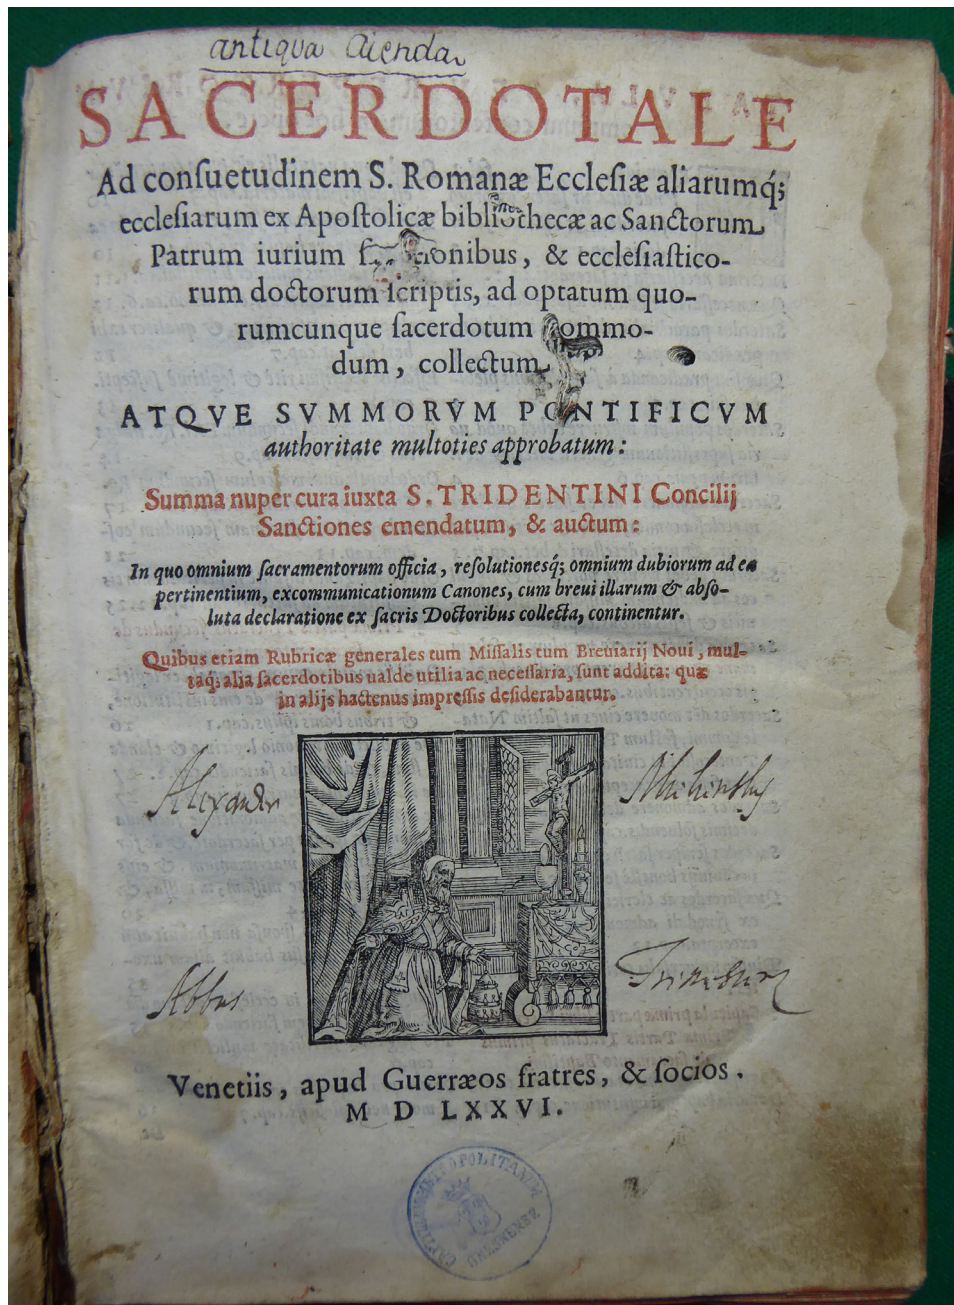 antiqua Aienda
SACERDOTALE
Ad conſuetudinem S. Romanæ Eccleſiæ aliarumq́;
eccleſiarum ex Apoſtolicæ bibliothecæ ac Sanctorum
Patrum iurium &amp; eccleſiaſtico-
rum doctorum ſcriptis, ad optatum quo-
rumcunque ſacerdotum commo-
dum, collectum
ATQVE SVMMORVM PONTIFICVM
authoritate multoties approbatum:
Summa nuper cura iuxta S. TRIDENTINI Concilij
Sanctiones emendatum, & auctum:
In quo omnium ſacramentorum officia, reſolutionesq́; omnium dubiorum ad ea
pertinentium, excommunicationum Canones, cum breui illarum & abſo-
luta declaratione ex ſacris Doctoribus collecta, continentur.
Quibus etiam Rubricæ generales tum Miſſalis tum Breuiarij Noui, mul-
taq́; alia ſacerdotibus ualde utilia ac neceſſaria, ſunt addita: quæ
in alijs hactenus impreſſis deſiderabantur.
Alexander
Abbas
Venetiis, apud Guerræos fratres, & ſocios.
M D LXXVI.